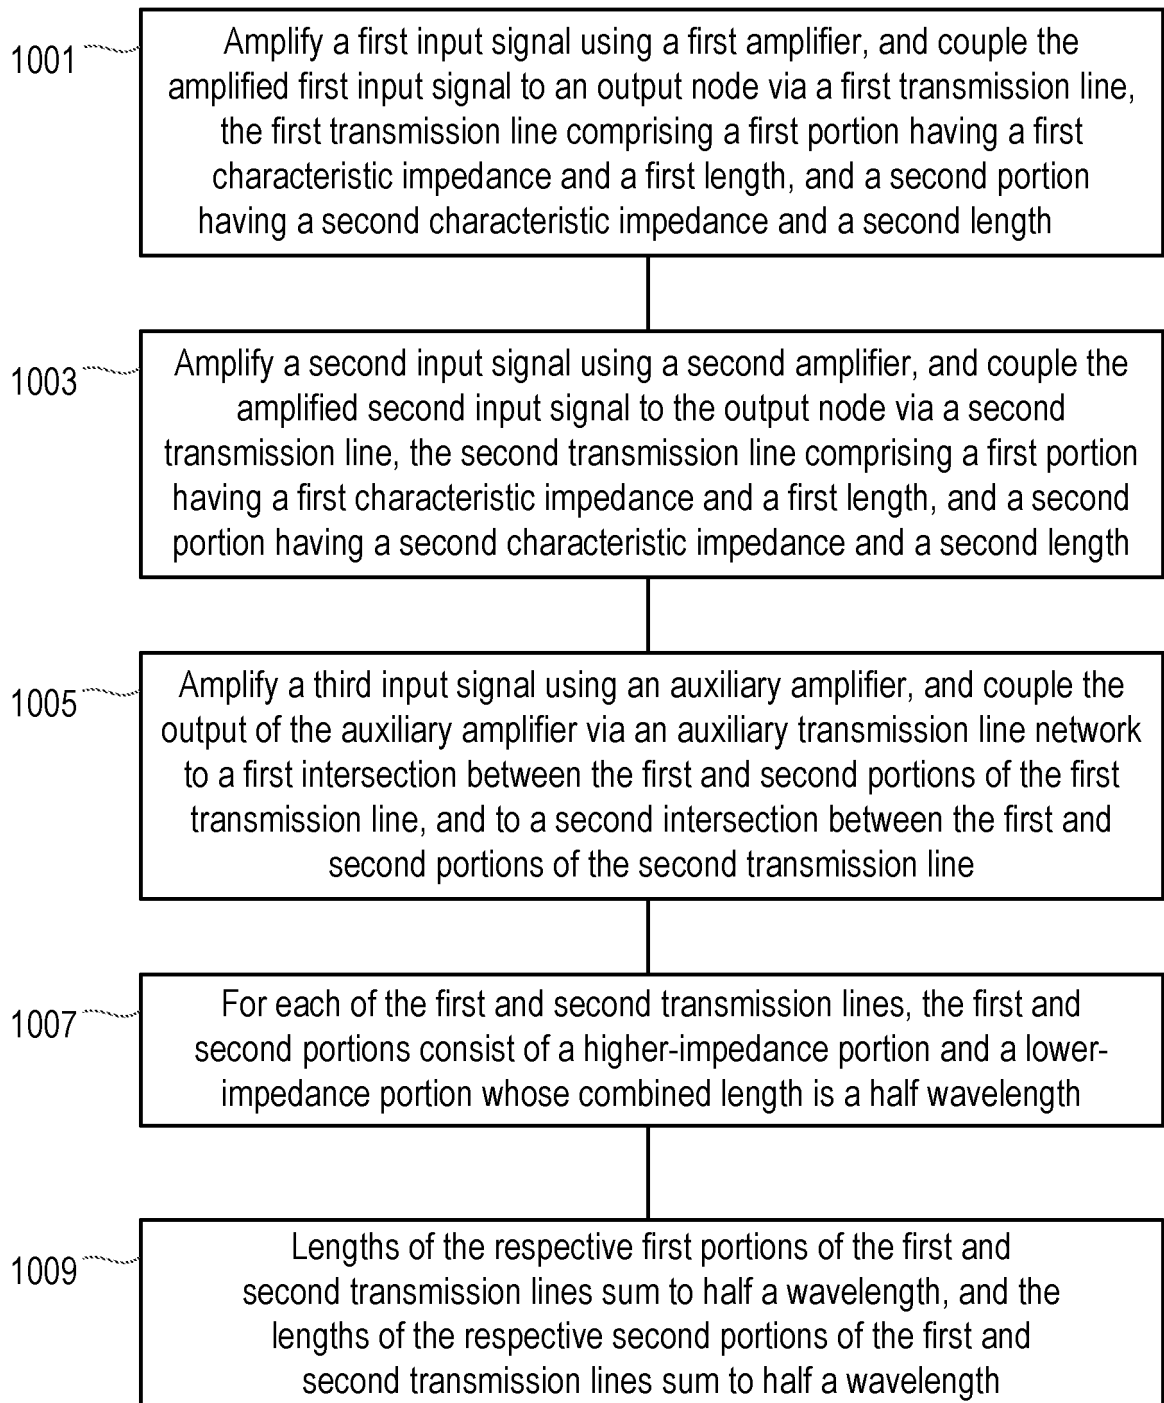 1001
Amplify a first input signal using a first amplifier, and couple the
amplified first input signal to an output node via a first transmission line,
the first transmission line comprising a first portion having a first
characteristic impedance and a first length, and a second portion
having a second characteristic impedance and a second length
1003
Amplify a second input signal using a second amplifier, and couple the
amplified second input signal to the output node via a second
transmission line, the second transmission line comprising a first portion
having a first characteristic impedance and a first length, and a second
portion having a second characteristic impedance and a second length
1005
Amplify a third input signal using an auxiliary amplifier, and couple the
output of the auxiliary amplifier via an auxiliary transmission line network
to a first intersection between the first and second portions of the first
transmission line, and to a second intersection between the first and
second portions of the second transmission line
1007
For each of the first and second transmission lines, the first and
second portions consist of a higher-impedance portion and a lower-
impedance portion whose combined length is a half wavelength
1009
Lengths of the respective first portions of the first and
second transmission lines sum to half a wavelength, and the
lengths of the respective second portions of the first and
second transmission lines sum to half a wavelength